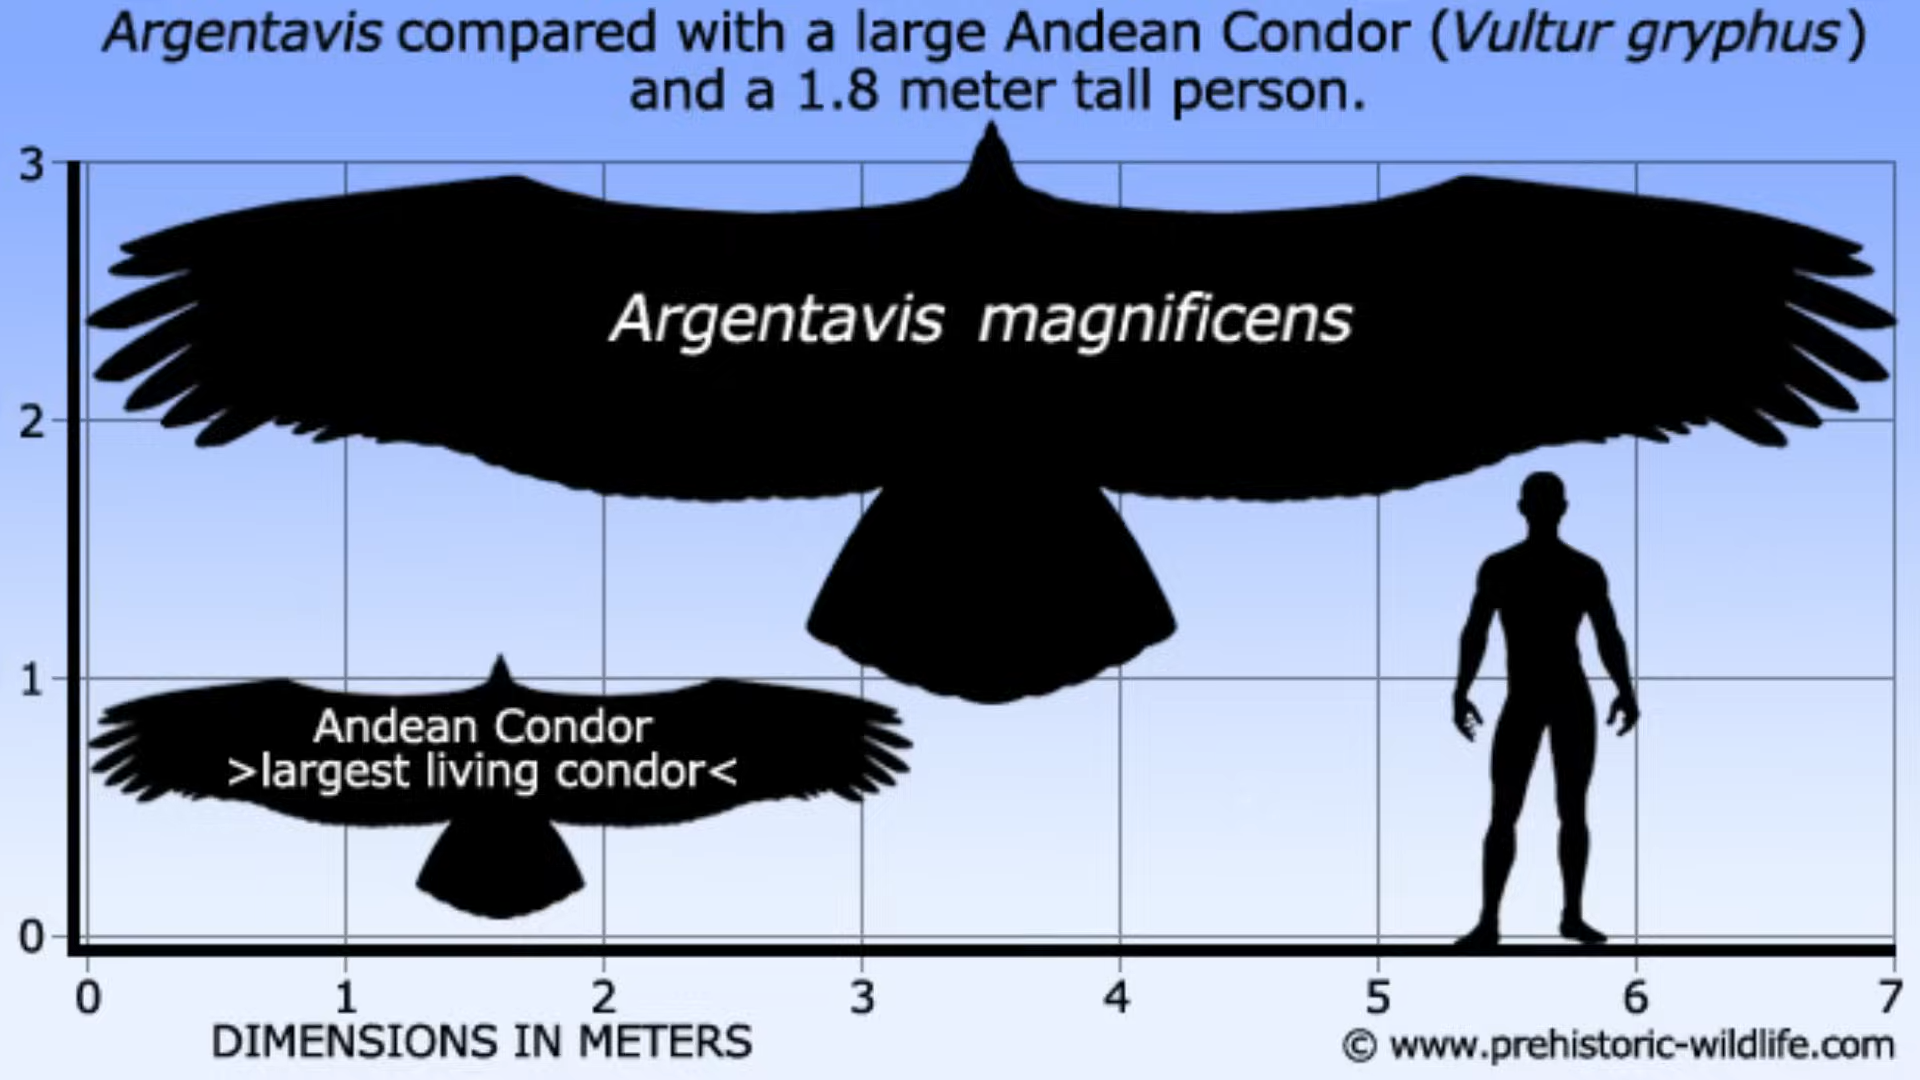 Argentavis compared with a large Andean Condor (Vultur gryphus)
and a 1.8 meter tall person.
3
Argentavis magnificens
2
1
Andean Condor
>largest living condor<
0
0 1 2 3 4 5 6 7
DIMENSIONS IN METERS
© www.prehistoric-wildlife.com